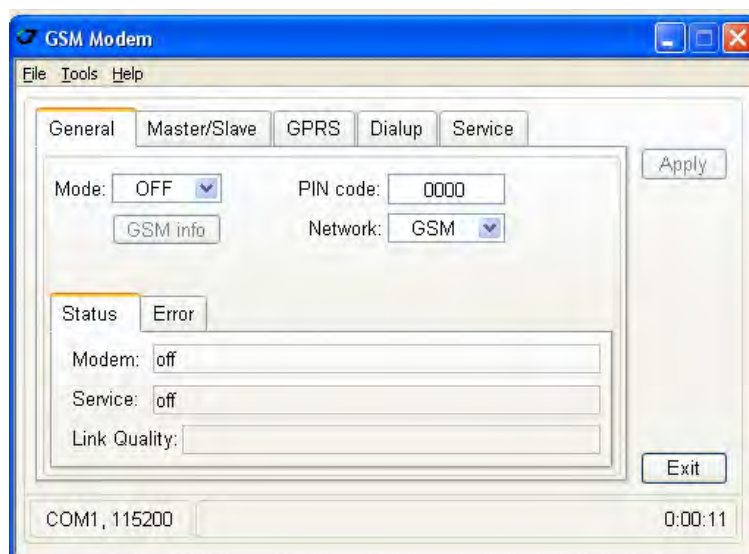 GSM Modem
File Tools Help
General Master/Slave GPRS Dialup Service
Apply
Mode: OFF PIN code: 0000
GSM info Network: GSM
Status Error
Modem: off
Service: off
Link Quality:
Exit
COM1, 115200 0:00:11